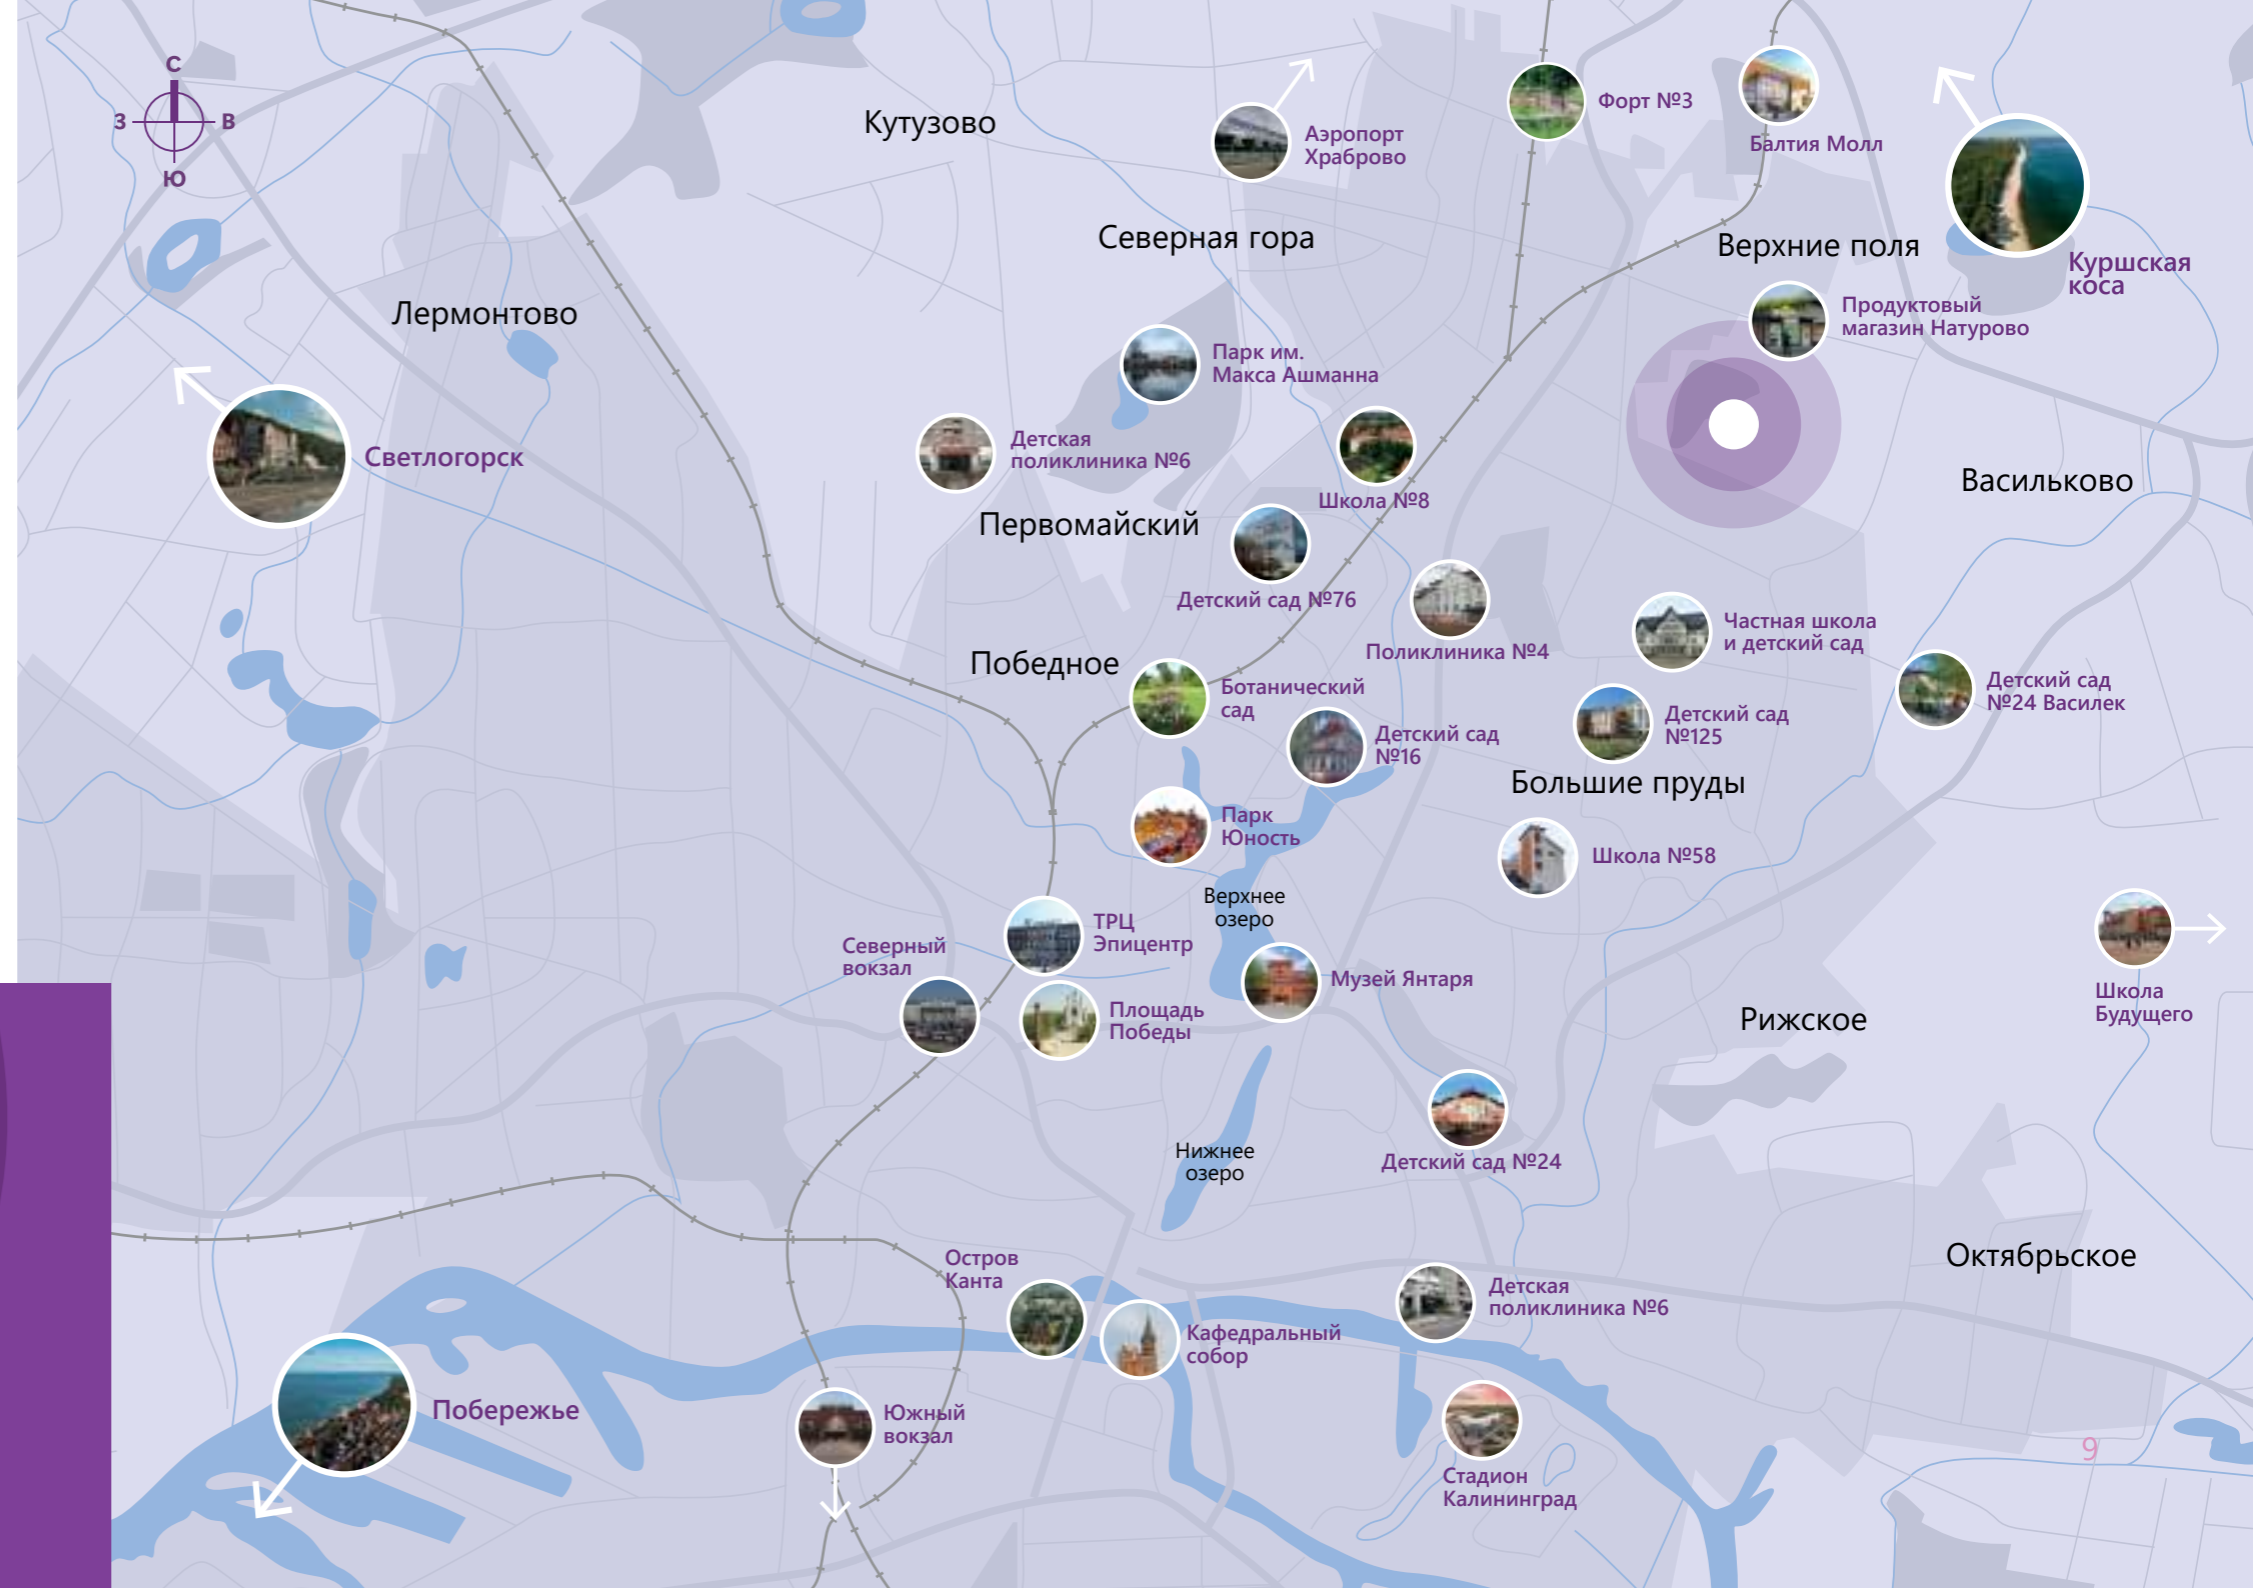 С
З
В
Ю
Кутузово
Аэропорт
Храброво
Форт №3
Балтия Молл
Северная гора
Верхние поля
Куршская
коса
Продуктовый
магазин Натурово
Лермонтово
Парк им.
Макса Ашманна
Детская
поликлиника №6
Светлогорск
Школа №8
Васильково
Первомайский
Детский сад №76
Поликлиника №4
Частная школа
и детский сад
Победное
Ботанический
сад
Детский сад
№24 Василек
Детский сад
№16
Детский сад
№125
Большие пруды
Парк
Юность
Школа №58
Верхнее
озеро
ТРЦ
Эпицентр
Северный
вокзал
Музей Янтаря
Площадь
Победы
Школа
Будущего
Рижское
Нижнее
озеро
Детский сад №24
Остров
Канта
Октябрьское
Детская
поликлиника №6
Кафедральный
собор
Побережье
Южный
вокзал
Стадион
Калининград
9